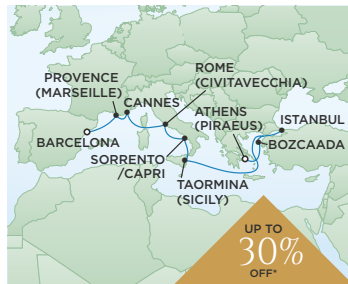 PROVENCE
(MARSEILLE)
CANNES
ROME
(CIVITAVECCHIA)
ATHENS
(PIRAEUS)
ISTANBUL
BARCELONA
BOZCAADA
SORRENTO
/CAPRI
TAORMINA
(SICILY)
UP TO
30%
OFF*